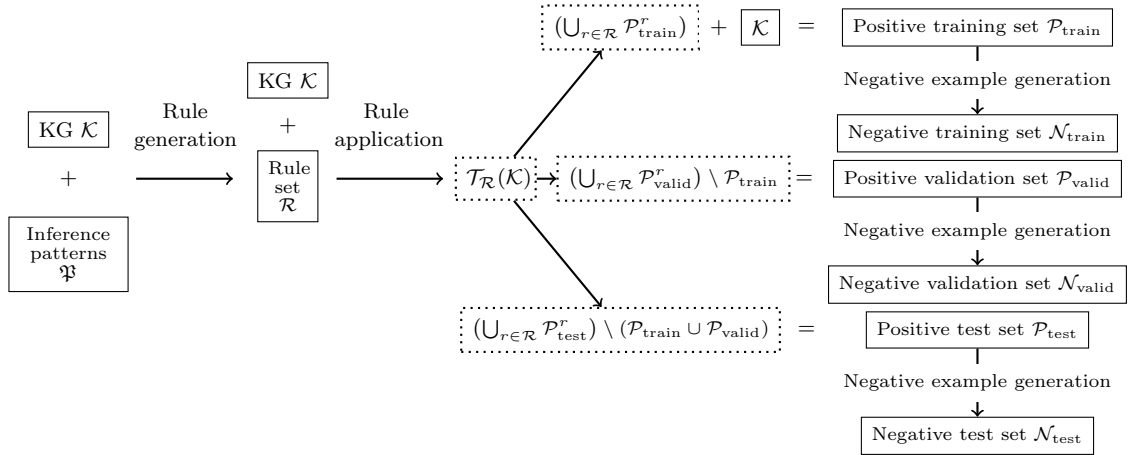 KG 𝒦
+
Inference
patterns
𝔓
Rule
generation
KG 𝒦
+
Rule
set
ℛ
Rule
application
𝒯_ℛ(𝒦)
(⋃_{r∈ℛ} 𝒫^r_train) + 𝒦 = Positive training set 𝒫_train
Negative example generation
Negative training set 𝒩_train
(⋃_{r∈ℛ} 𝒫^r_valid) \ 𝒫_train = Positive validation set 𝒫_valid
Negative example generation
Negative validation set 𝒩_valid
(⋃_{r∈ℛ} 𝒫^r_test) \ (𝒫_train ∪ 𝒫_valid) = Positive test set 𝒫_test
Negative example generation
Negative test set 𝒩_test